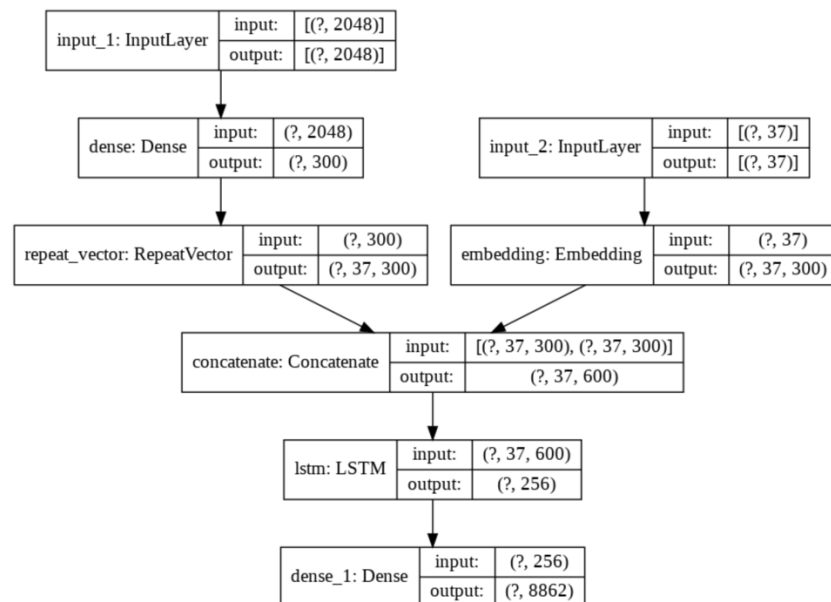 input_1: InputLayer
input: [(?, 2048)]
output: [(?, 2048)]
dense: Dense
input: (?, 2048)
output: (?, 300)
input_2: InputLayer
input: [(?, 37)]
output: [(?, 37)]
repeat_vector: RepeatVector
input: (?, 300)
output: (?, 37, 300)
embedding: Embedding
input: (?, 37)
output: (?, 37, 300)
concatenate: Concatenate
input: [(?, 37, 300), (?, 37, 300)]
output: (?, 37, 600)
lstm: LSTM
input: (?, 37, 600)
output: (?, 256)
dense_1: Dense
input: (?, 256)
output: (?, 8862)